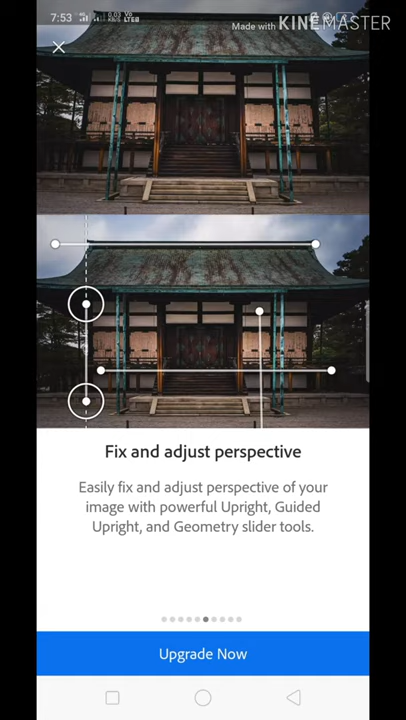 7:53
Made with KINEMASTER
Fix and adjust perspective
Easily fix and adjust perspective of your
image with powerful Upright, Guided
Upright, and Geometry slider tools.
Upgrade Now